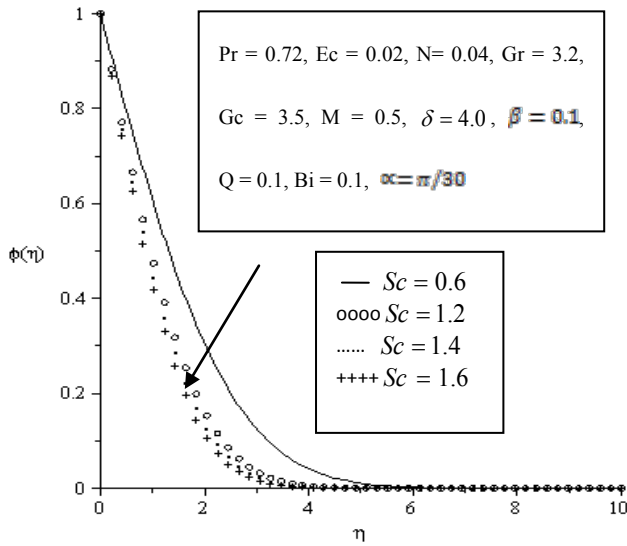 1
0.8
0.6
0.4
0.2
0
ϕ(η)
0
2
4
6
8
10
η
Pr = 0.72, Ec = 0.02, N= 0.04, Gr = 3.2,
Gc = 3.5, M = 0.5, δ = 4.0 , β = 0.1,
Q = 0.1, Bi = 0.1, α=π/30
— Sc = 0.6
oooo Sc = 1.2
...... Sc = 1.4
++++ Sc = 1.6